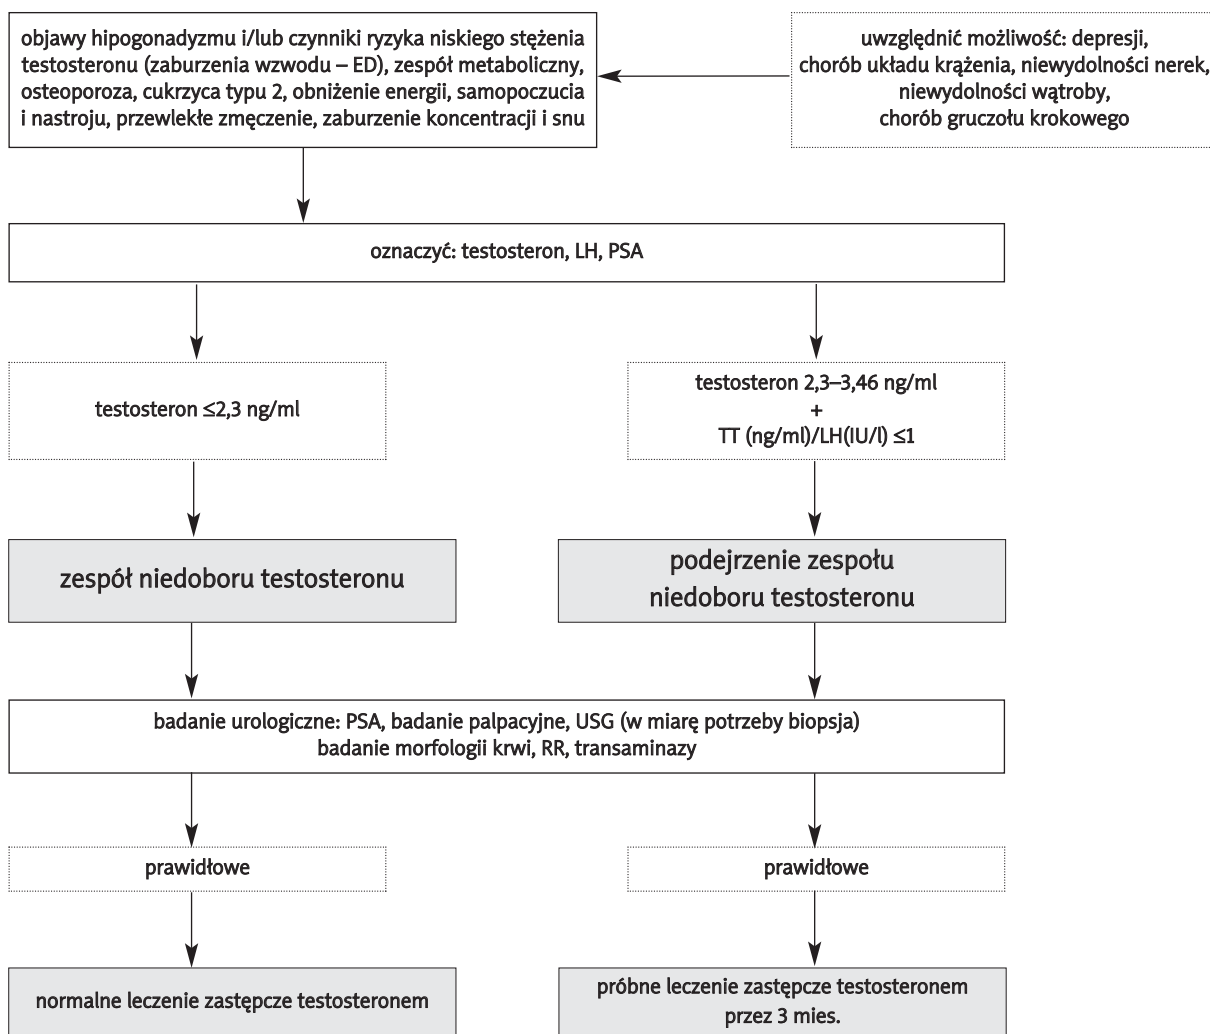 objawy hipogonadyzmu i/lub czynniki ryzyka niskiego stężenia
testosteronu (zaburzenia wzwodu – ED), zespół metaboliczny,
osteoporoza, cukrzyca typu 2, obniżenie energii, samopoczucia
i nastroju, przewlekłe zmęczenie, zaburzenie koncentracji i snu
uwzględnić możliwość: depresji,
chorób układu krążenia, niewydolności nerek,
niewydolności wątroby,
chorób gruczołu krokowego
oznaczyć: testosteron, LH, PSA
testosteron ≤2,3 ng/ml
testosteron 2,3–3,46 ng/ml
+
TT (ng/ml)/LH(IU/l) ≤1
zespół niedoboru testosteronu
podejrzenie zespołu
niedoboru testosteronu
badanie urologiczne: PSA, badanie palpacyjne, USG (w miarę potrzeby biopsja)
badanie morfologii krwi, RR, transaminazy
prawidłowe
prawidłowe
normalne leczenie zastępcze testosteronem
próbne leczenie zastępcze testosteronem
przez 3 mies.